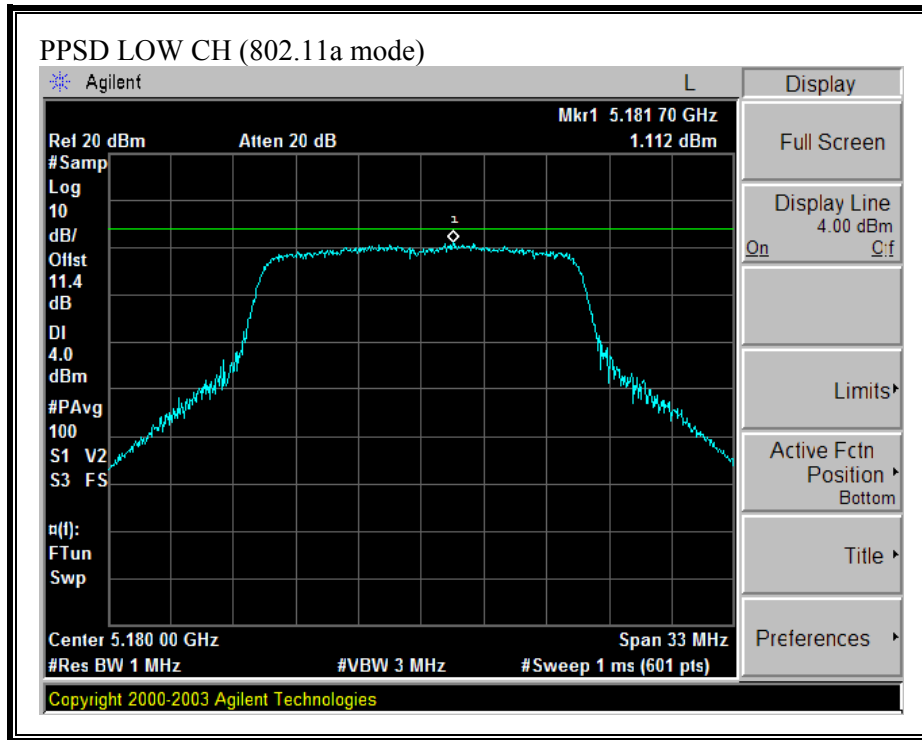 PPSD LOW CH (802.11a mode)
Agilent L
Mkr1 5.181 70 GHz
Ref 20 dBm Atten 20 dB 1.112 dBm
#Samp
Log
10
dB/
Offst
11.4
dB
DI
4.0
dBm
#PAvg
100
S1 V2
S3 FS
¤(f):
FTun
Swp
1
Center 5.180 00 GHz Span 33 MHz
#Res BW 1 MHz #VBW 3 MHz #Sweep 1 ms (601 pts)
Copyright 2000-2003 Agilent Technologies
Display
Full Screen
Display Line
4.00 dBm
On
Limits
Active Fctn
Position
Bottom
Title
Preferences